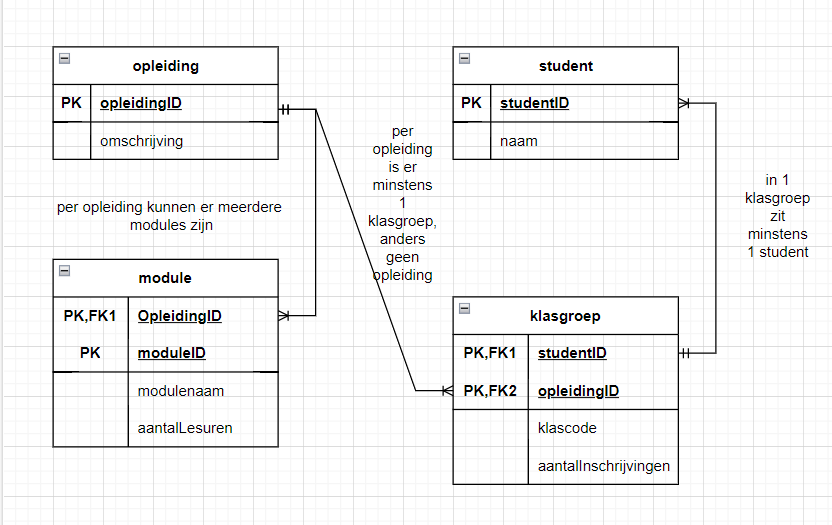 opleiding
PK opleidingID
omschrijving
student
PK studentID
naam
per
opleiding
is er
minstens
1
klasgroep,
anders
geen
opleiding
in 1
klasgroep
zit
minstens
1 student
per opleiding kunnen er meerdere
modules zijn
module
PK,FK1 OpleidingID
PK moduleID
modulenaam
aantalLesuren
klasgroep
PK,FK1 studentID
PK,FK2 opleidingID
klascode
aantalInschrijvingen